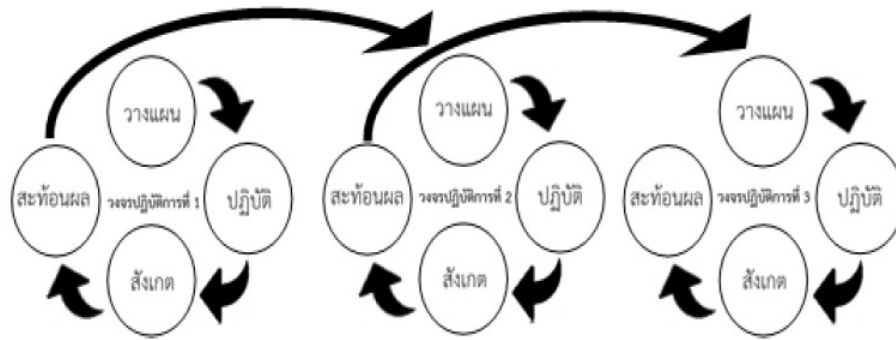 วางแผน
สะท้อนผล
วงจรปฏิบัติการที่ 1
ปฏิบัติ
สังเกต
วางแผน
สะท้อนผล
วงจรปฏิบัติการที่ 2
ปฏิบัติ
สังเกต
วางแผน
สะท้อนผล
วงจรปฏิบัติการที่ 3
ปฏิบัติ
สังเกต